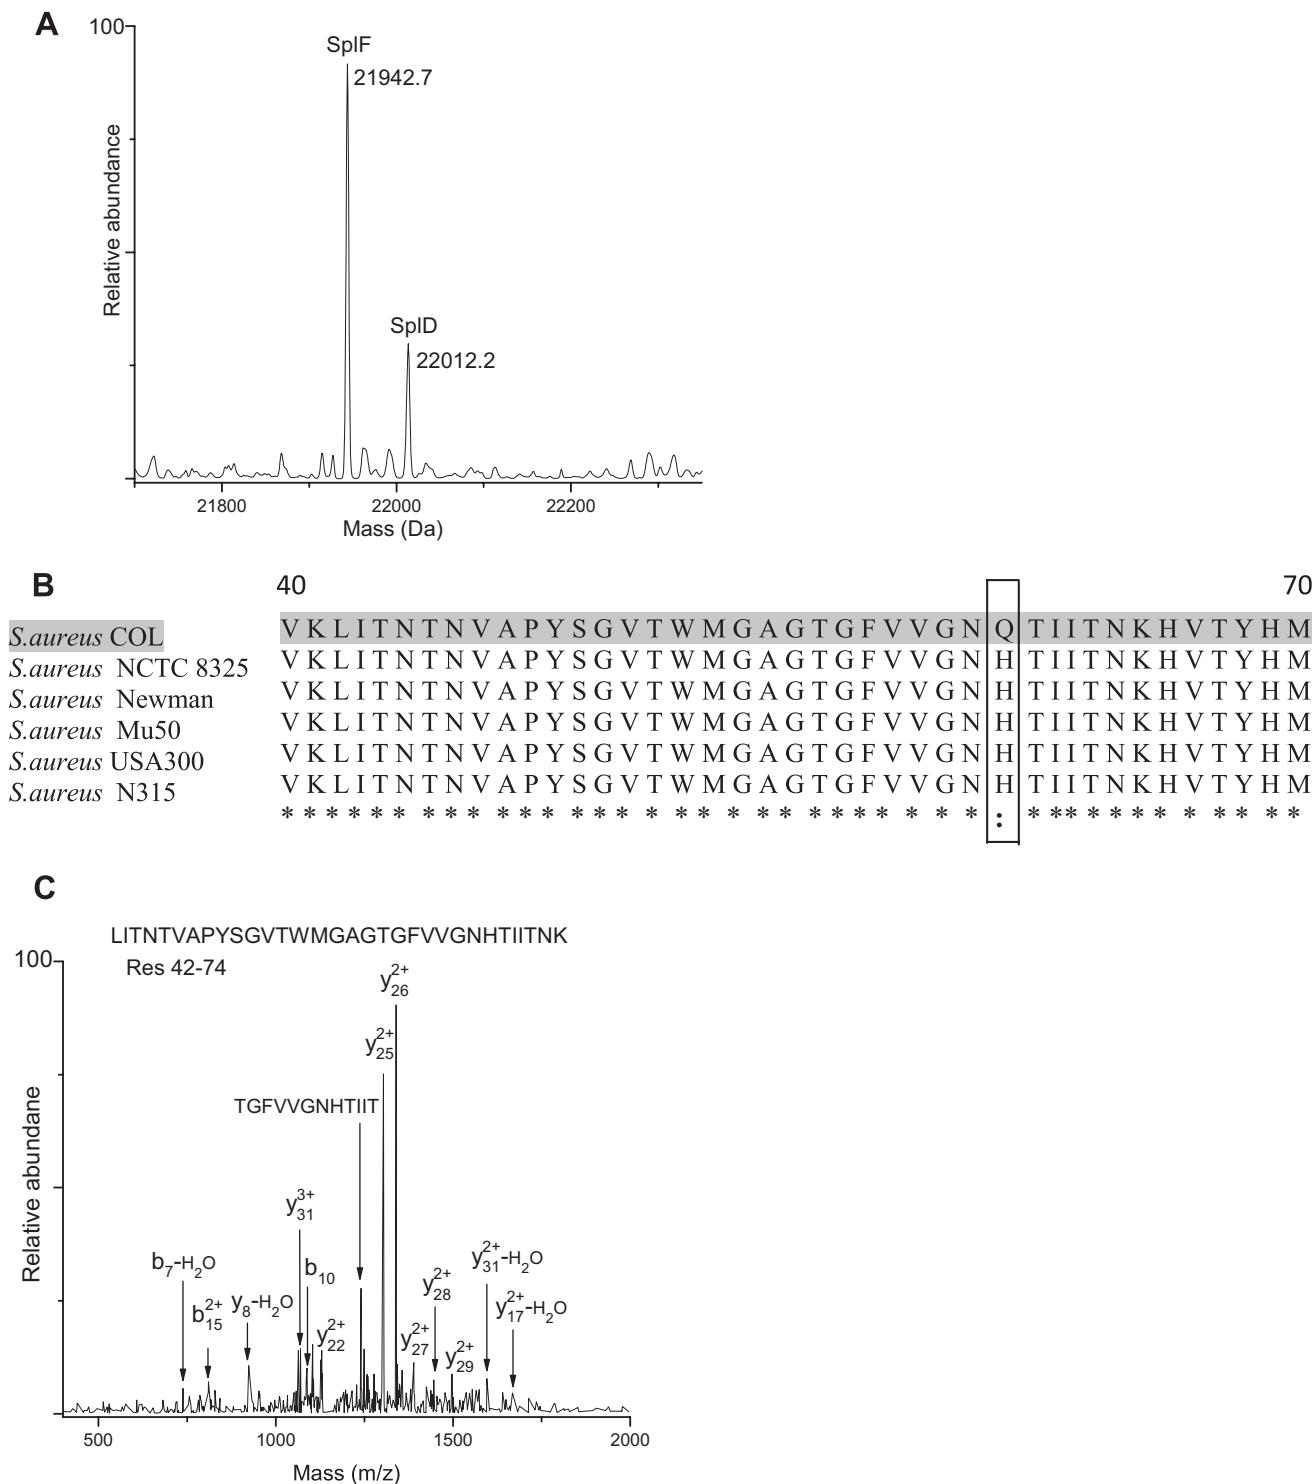 A
100
SplF
21942.7
SplD
22012.2
Relative abundance
21800 22000 22200
Mass (Da)
B
40 70
S.aureus COL V K L I T N T N V A P Y S G V T W M G A G T G F V V G N Q T I I T N K H V T Y H M
S.aureus NCTC 8325 V K L I T N T N V A P Y S G V T W M G A G T G F V V G N H T I I T N K H V T Y H M
S.aureus Newman V K L I T N T N V A P Y S G V T W M G A G T G F V V G N H T I I T N K H V T Y H M
S.aureus Mu50 V K L I T N T N V A P Y S G V T W M G A G T G F V V G N H T I I T N K H V T Y H M
S.aureus USA300 V K L I T N T N V A P Y S G V T W M G A G T G F V V G N H T I I T N K H V T Y H M
S.aureus N315 V K L I T N T N V A P Y S G V T W M G A G T G F V V G N H T I I T N K H V T Y H M
* * * * * * * * * * * * * * * * * * * * * * * * * * * * : * * * * * * * * * * * *
C
LITNTVAPYSGVTWMGAGTGFVVGNHTIITNK
Res 42-74
100
y26 2+
y25 2+
TGFVVGNHTIIT
y31 3+
b7-H2O
b10
y31 2+-H2O
b15 2+
y8-H2O
y28 2+
y17 2+-H2O
y22 2+
y27 2+
y29 2+
Relative abundane
500 1000 1500 2000
Mass (m/z)